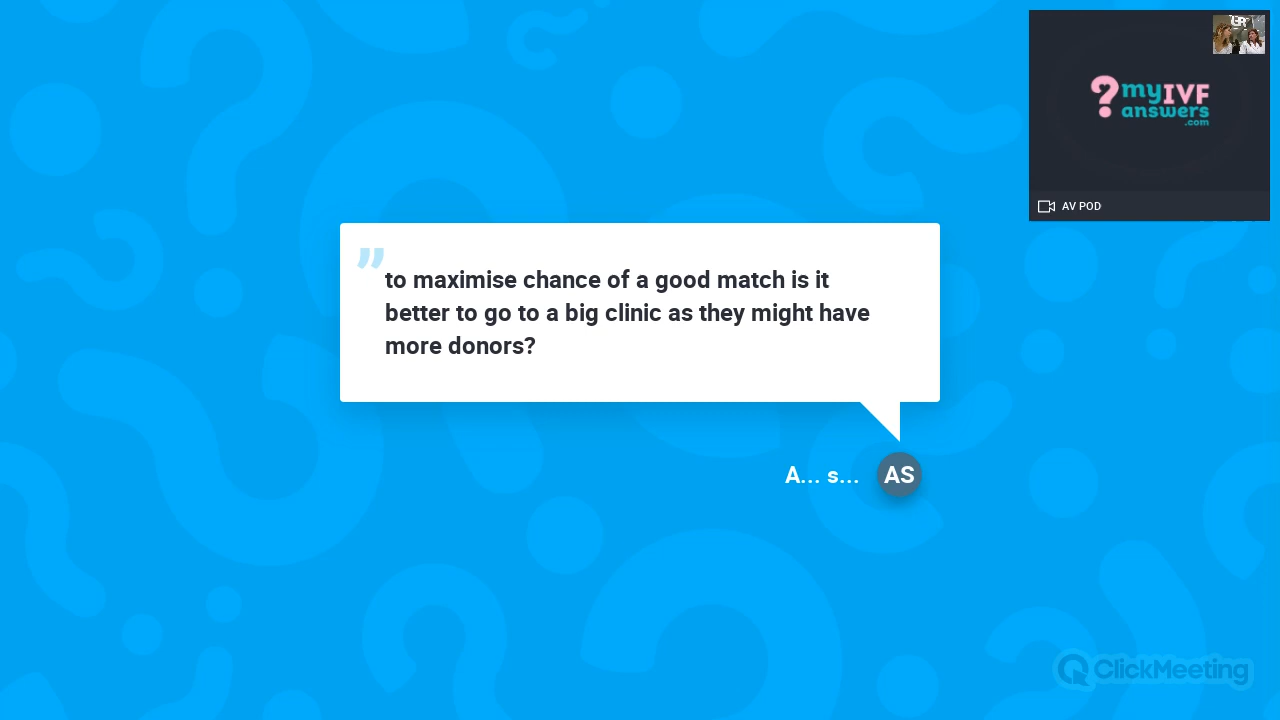 ?myIVF
answers
.com
AV POD
to maximise chance of a good match is it
better to go to a big clinic as they might have
more donors?
A... s...
AS
ClickMeeting